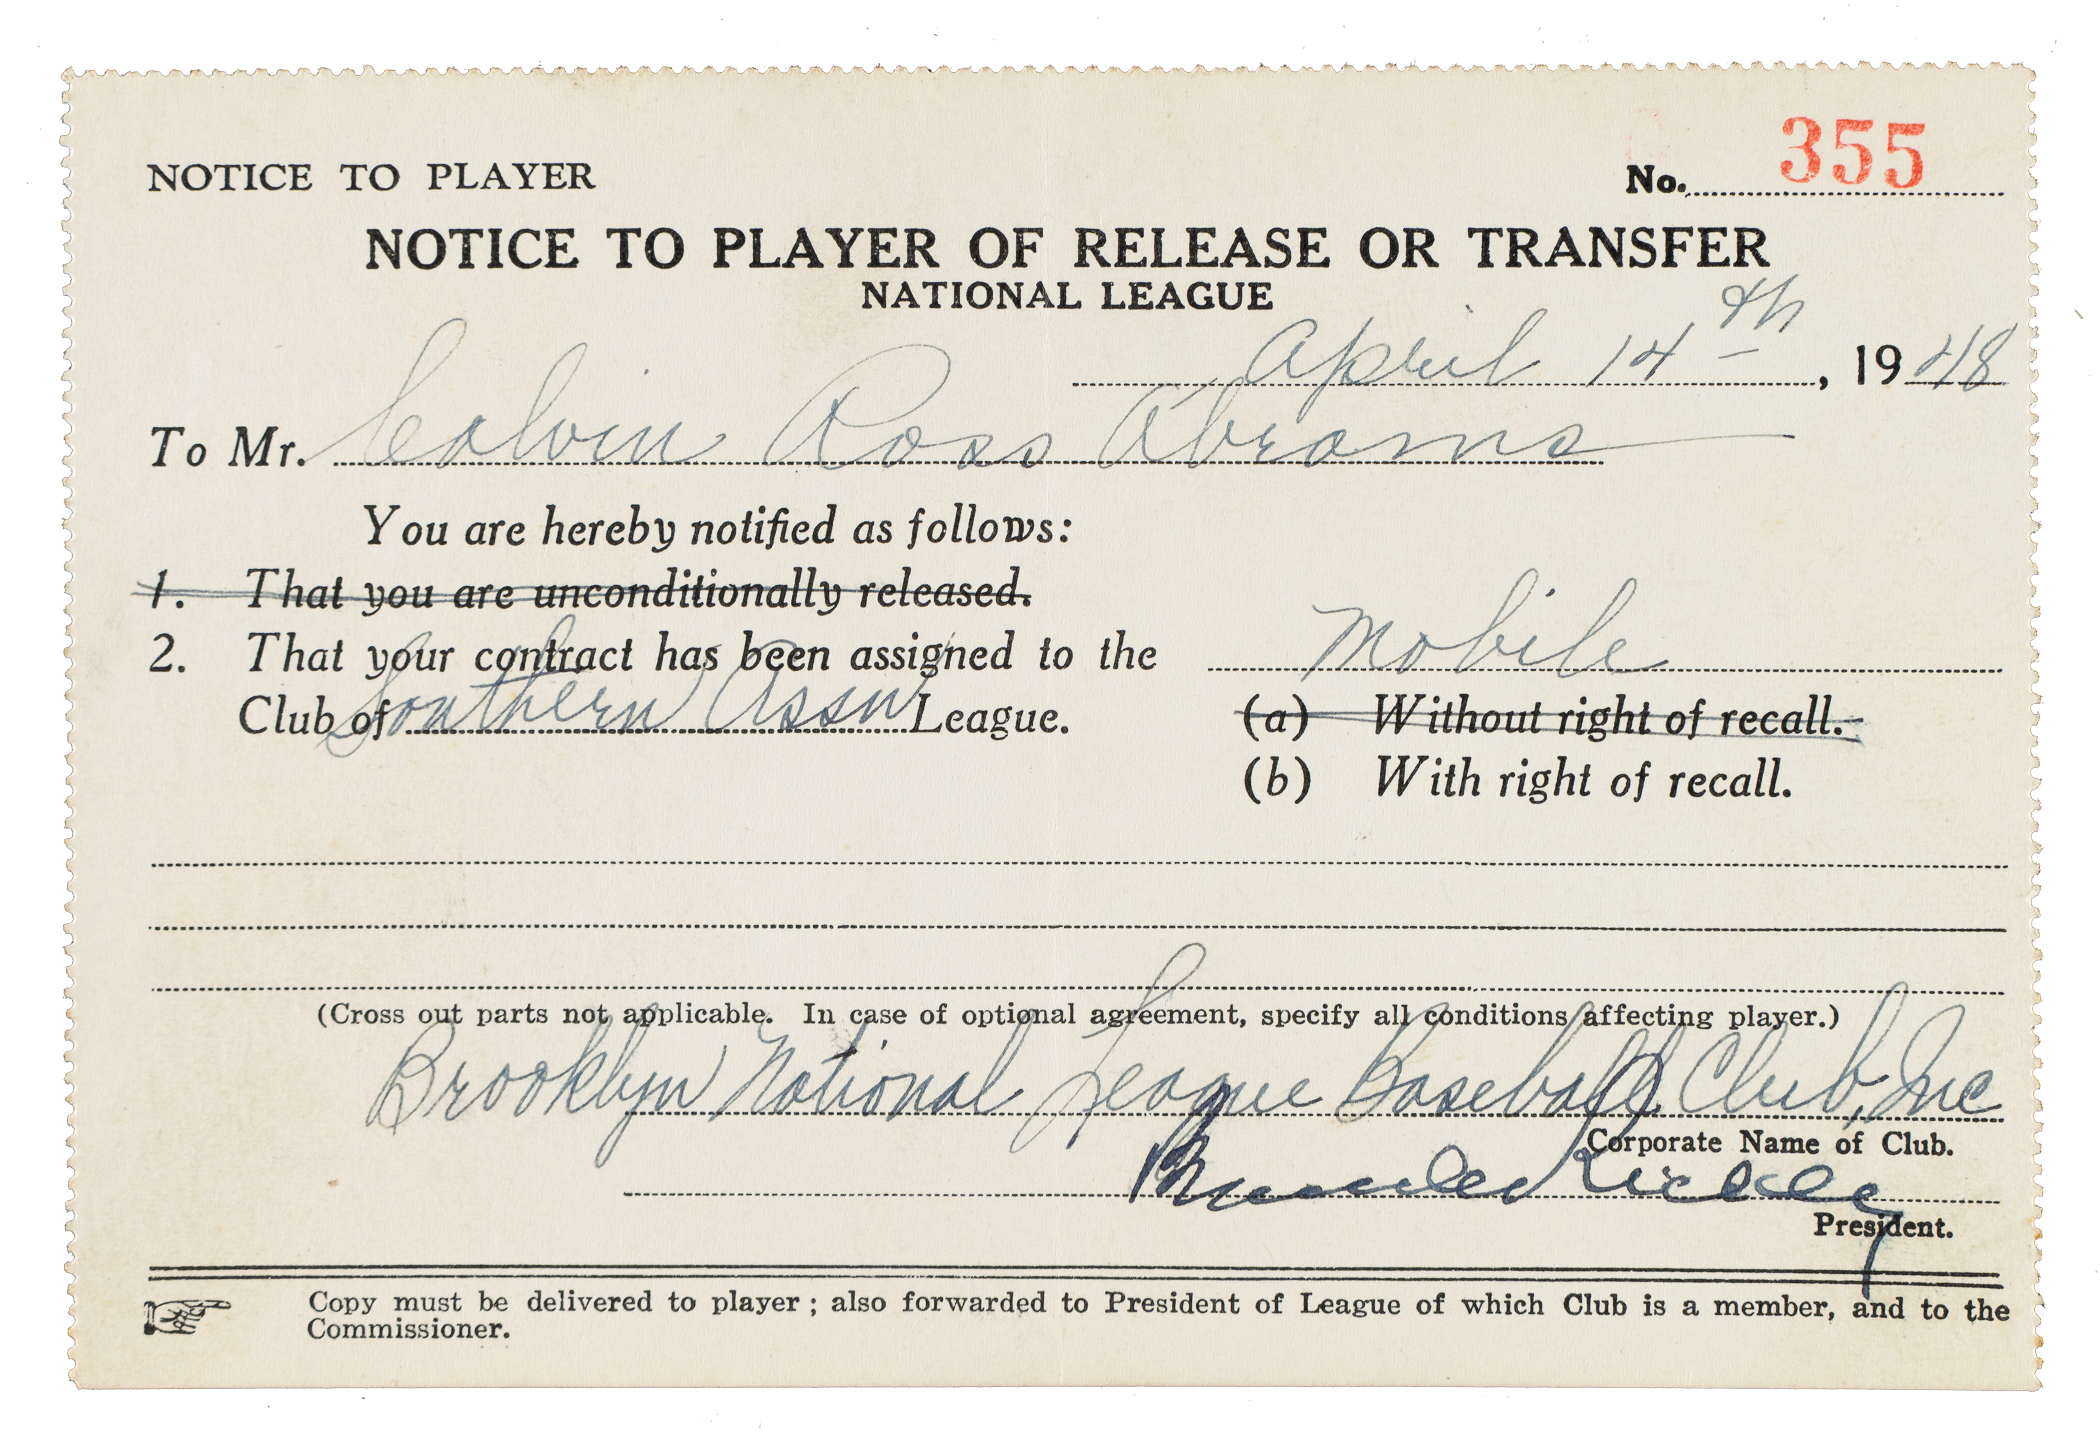 NOTICE TO PLAYER
No. 355
NOTICE TO PLAYER OF RELEASE OR TRANSFER
NATIONAL LEAGUE
April 14th, 1948
To Mr. Calvin Ross Abrams
You are hereby notified as follows:
1. That you are unconditionally released.
2. That your contract has been assigned to the Mobile
Club of Southern Assn League. (a) Without right of recall.
(b) With right of recall.
(Cross out parts not applicable. In case of optional agreement, specify all conditions affecting player.)
Brooklyn National League Baseball Club, Inc
Corporate Name of Club.
Branch Rickey
President.
Copy must be delivered to player; also forwarded to President of League of which Club is a member, and to the
Commissioner.